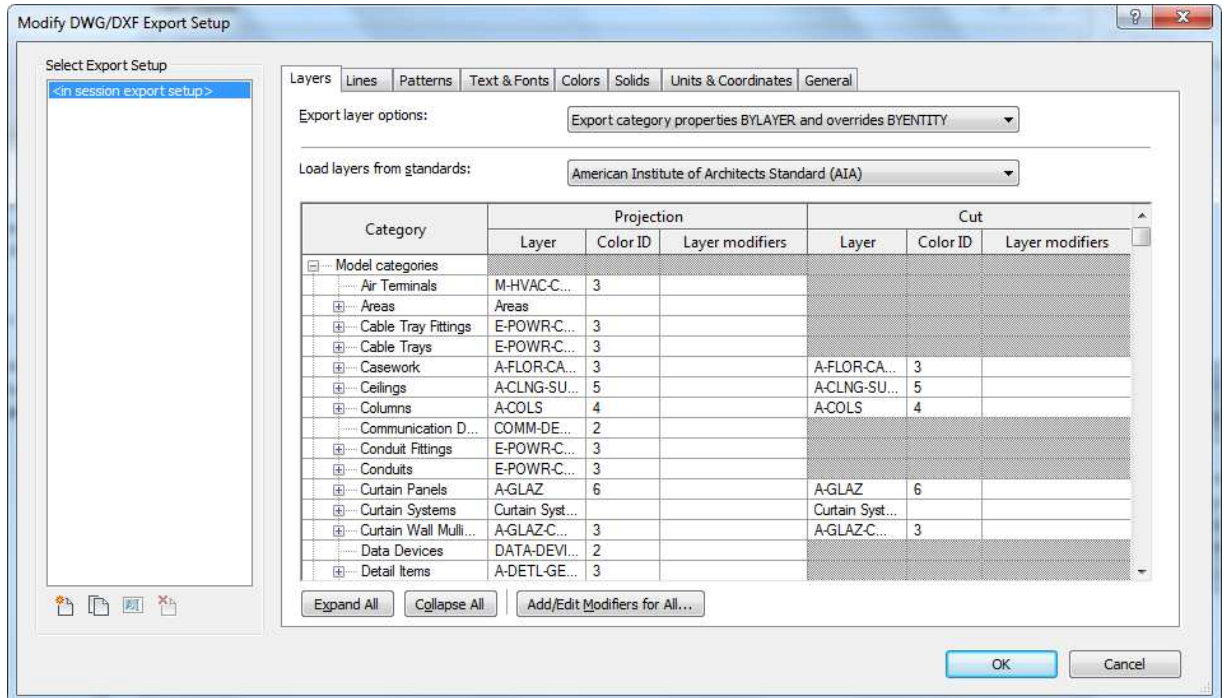 Modify DWG/DXF Export Setup
Select Export Setup
<in session export setup>
Layers Lines Patterns Text & Fonts Colors Solids Units & Coordinates General
Export layer options: Export category properties BYLAYER and overrides BYENTITY
Load layers from standards: American Institute of Architects Standard (AIA)
Category Projection Cut
Layer Color ID Layer modifiers Layer Color ID Layer modifiers
Model categories
Air Terminals M-HVAC-C... 3
Areas Areas
Cable Tray Fittings E-POWR-C... 3
Cable Trays E-POWR-C... 3
Casework A-FLOR-CA... 3 A-FLOR-CA... 3
Ceilings A-CLNG-SU... 5 A-CLNG-SU... 5
Columns A-COLS 4 A-COLS 4
Communication D... COMM-DE... 2
Conduit Fittings E-POWR-C... 3
Conduits E-POWR-C... 3
Curtain Panels A-GLAZ 6 A-GLAZ 6
Curtain Systems Curtain Syst... Curtain Syst...
Curtain Wall Mulli... A-GLAZ-C... 3 A-GLAZ-C... 3
Data Devices DATA-DEVI... 2
Detail Items A-DETL-GE... 3
Expand All Collapse All Add/Edit Modifiers for All...
OK Cancel